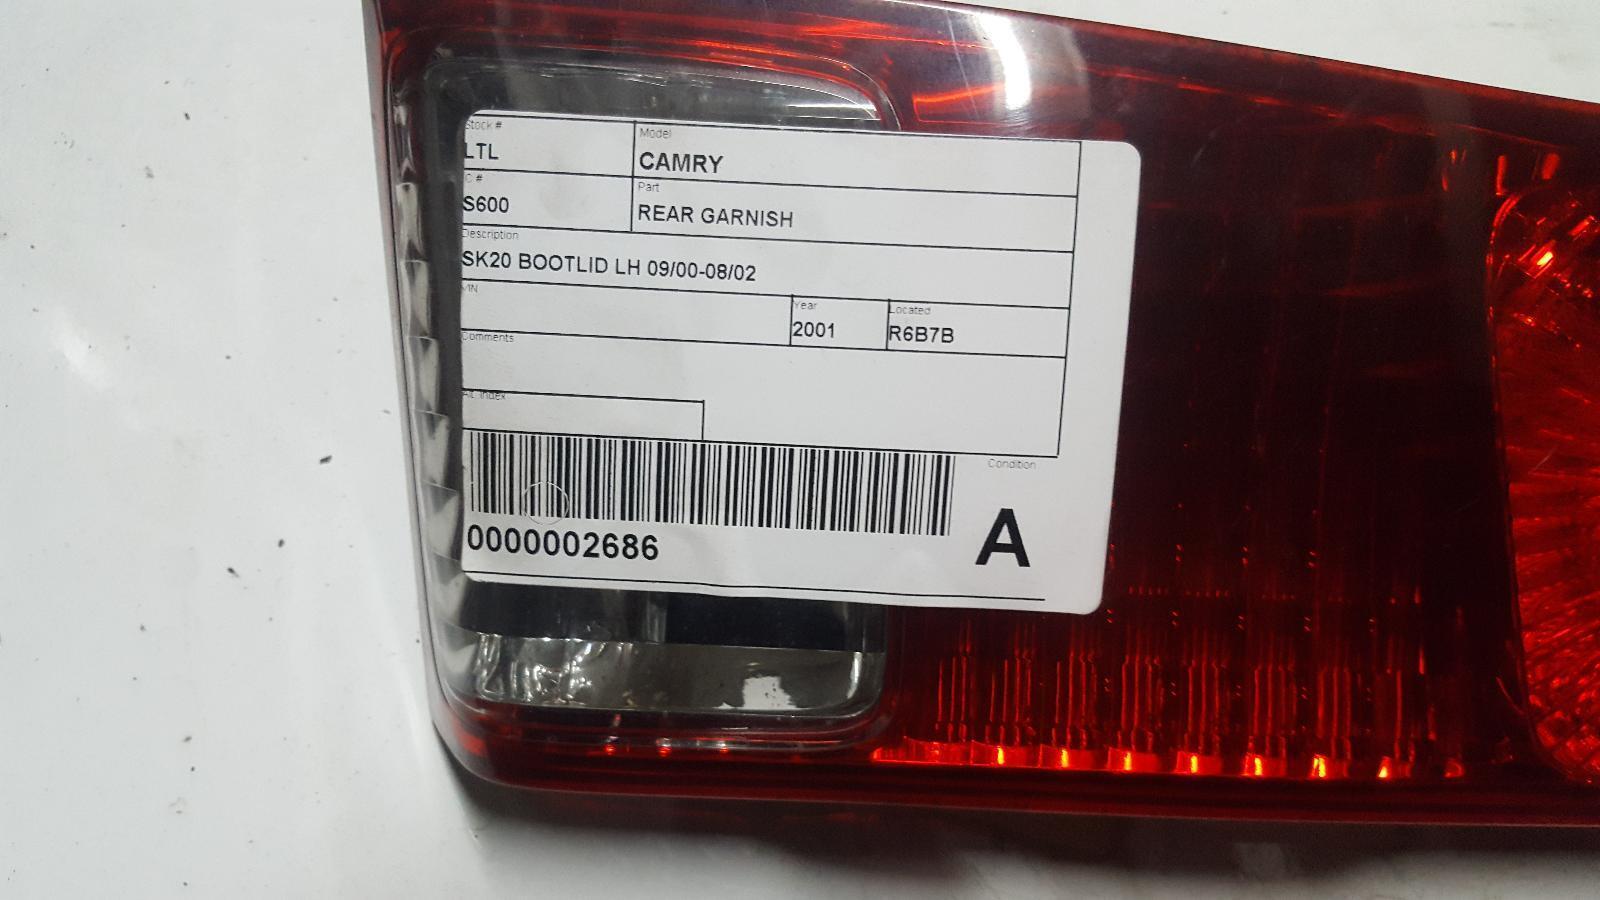 Stock # Model
LTL CAMRY
C # Part
S600 REAR GARNISH
Description
SK20 BOOTLID LH 09/00-08/02
VIN Year Located
2001 R6B7B
Comments
Alt. Index
Condition
0000002686 A